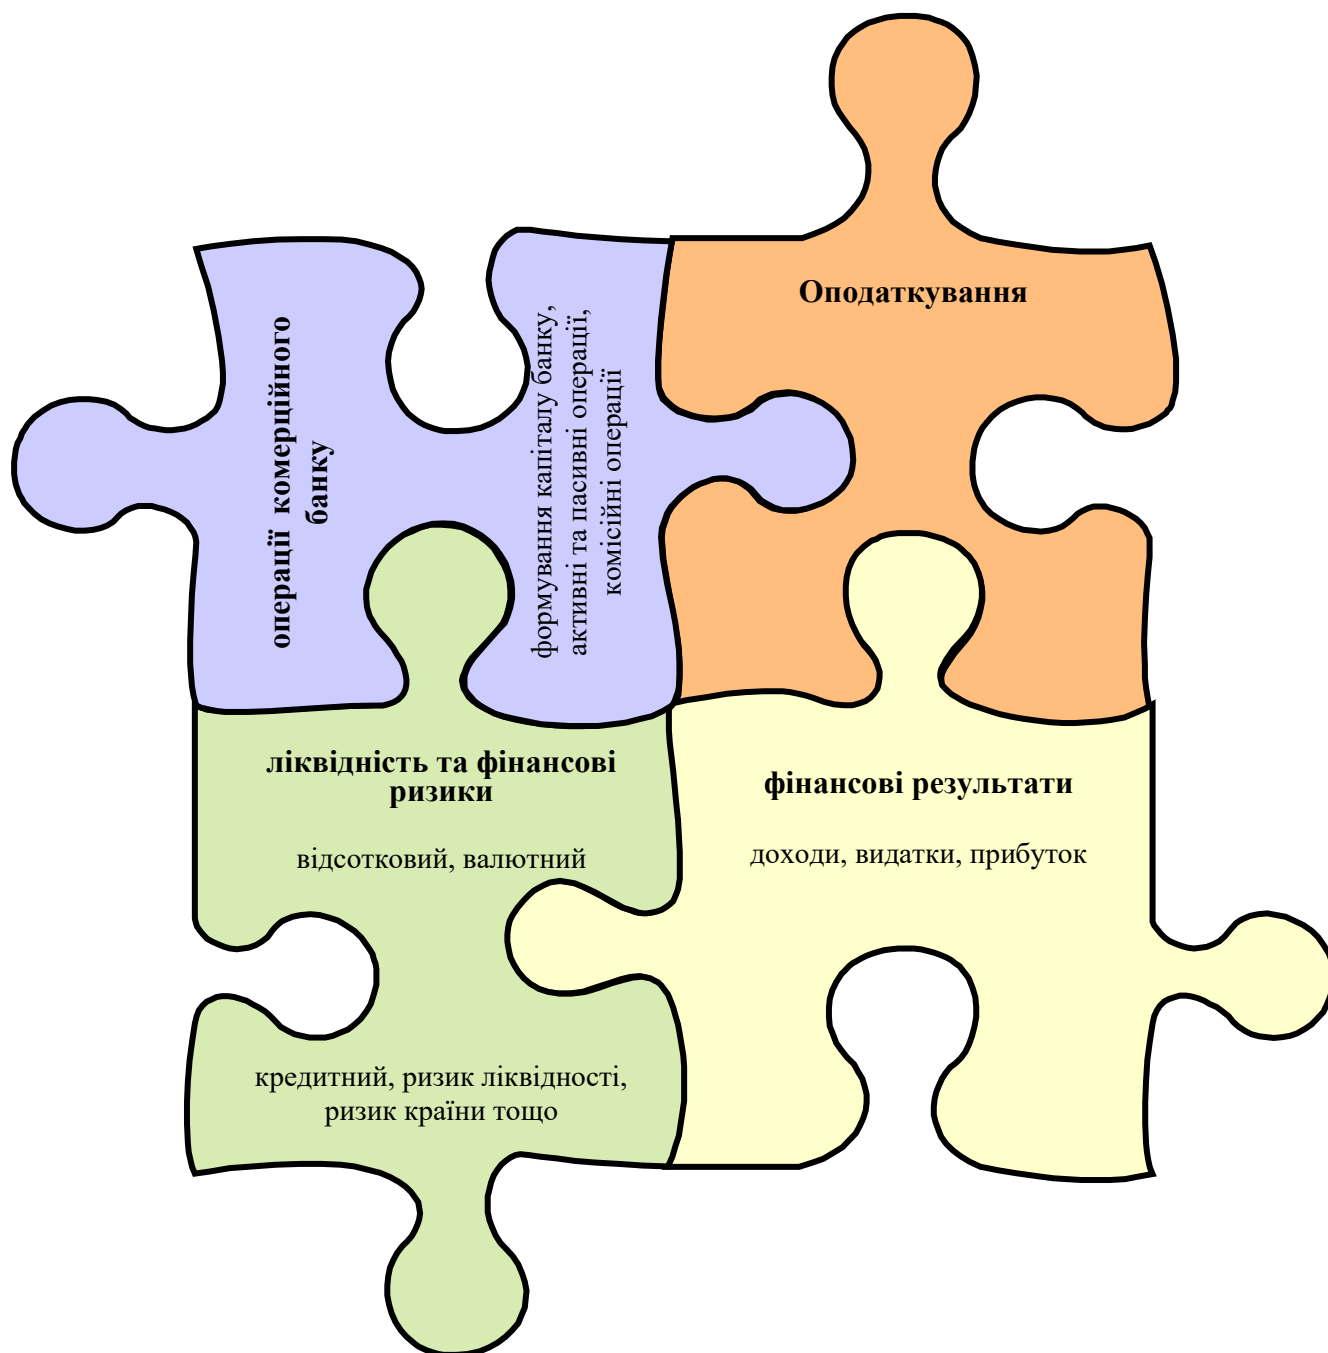 операції комерційного
банку
формування капіталу банку,
активні та пасивні операції,
комісійні операції
Оподаткування
ліквідність та фінансові
ризики
відсотковий, валютний
кредитний, ризик ліквідності,
ризик країни тощо
фінансові результати
доходи, видатки, прибуток